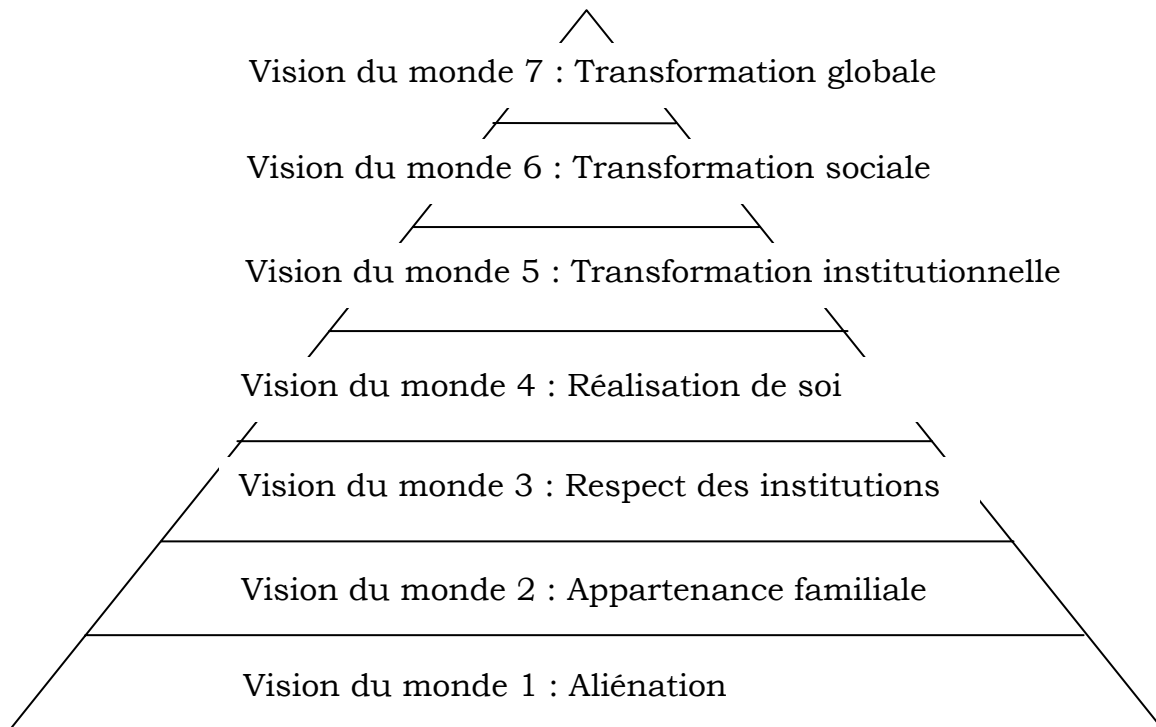 Vision du monde 7 : Transformation globale
Vision du monde 6 : Transformation sociale
Vision du monde 5 : Transformation institutionnelle
Vision du monde 4 : Réalisation de soi
Vision du monde 3 : Respect des institutions
Vision du monde 2 : Appartenance familiale
Vision du monde 1 : Aliénation